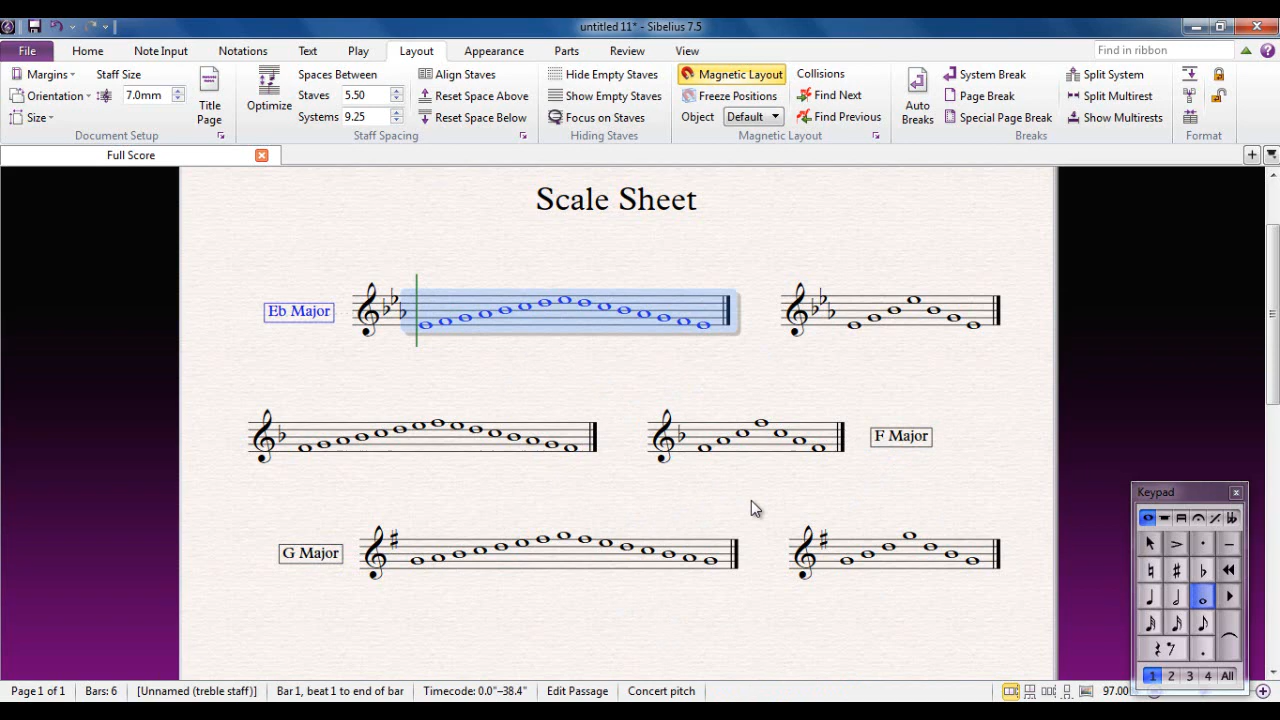 untitled 11* - Sibelius 7.5
File Home Note Input Notations Text Play Layout Appearance Parts Review View Find in ribbon
Margins Staff Size Spaces Between Align Staves Hide Empty Staves Magnetic Layout Collisions System Break Split System
Orientation 7.0mm Staves 5.50 Reset Space Above Show Empty Staves Freeze Positions Find Next Page Break Split Multirest
Size Title Page Optimize Systems 9.25 Reset Space Below Focus on Staves Object Default Find Previous Auto Breaks Special Page Break Show Multirests
Document Setup Staff Spacing Hiding Staves Magnetic Layout Breaks Format
Full Score
Scale Sheet
Eb Major
F Major
G Major
Keypad
1 2 3 4 All
Page 1 of 1 Bars: 6 [Unnamed (treble staff)] Bar 1, beat 1 to end of bar Timecode: 0.0"–38.4" Edit Passage Concert pitch